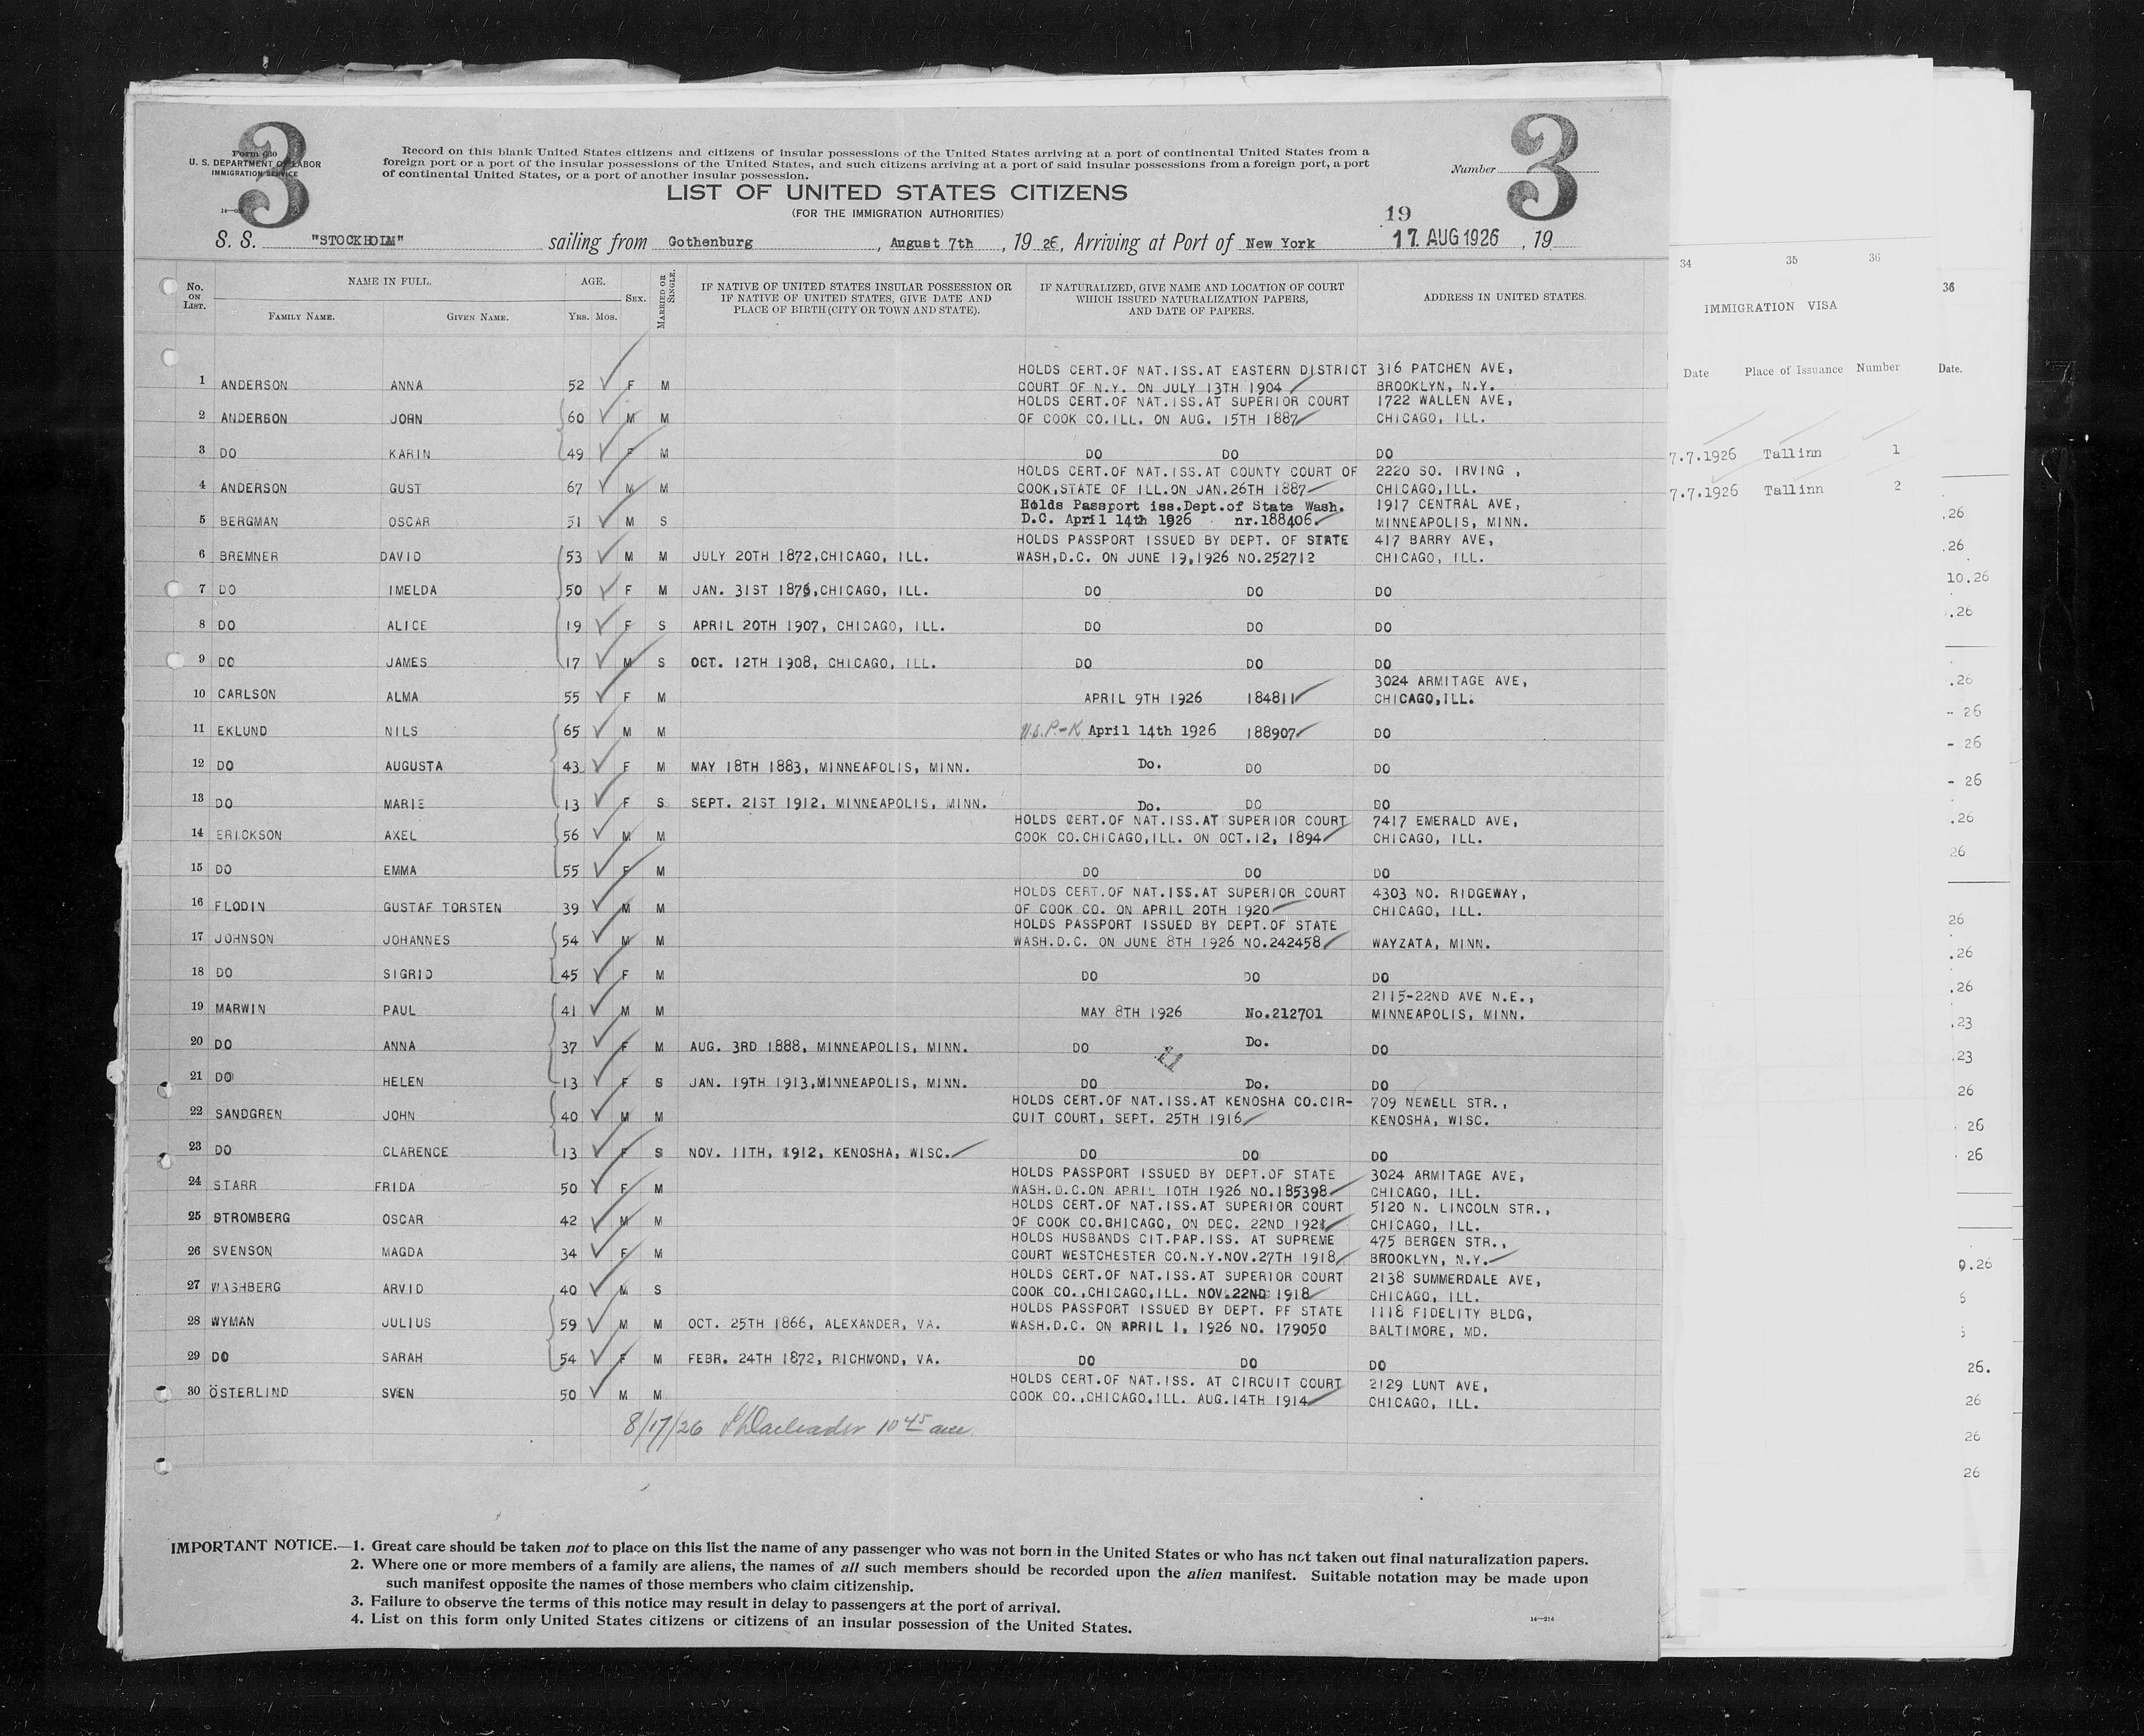 3
Form 630
U. S. DEPARTMENT OF LABOR
IMMIGRATION SERVICE
Record on this blank United States citizens and citizens of insular possessions of the United States arriving at a port of continental United States from a
foreign port or a port of the insular possessions of the United States, and such citizens arriving at a port of said insular possessions from a foreign port, a port
of continental United States, or a port of another insular possession.
Number
3
LIST OF UNITED STATES CITIZENS
(FOR THE IMMIGRATION AUTHORITIES)
19
S. S. "STOCKHOLM" sailing from Gothenburg, August 7th, 19 26, Arriving at Port of New York 17 AUG 1926, 19
No. ON LIST.
NAME IN FULL.
FAMILY NAME. GIVEN NAME.
AGE.
YRS. MOS.
SEX.
MARRIED OR SINGLE.
IF NATIVE OF UNITED STATES INSULAR POSSESSION OR
IF NATIVE OF UNITED STATES, GIVE DATE AND
PLACE OF BIRTH (CITY OR TOWN AND STATE).
IF NATURALIZED, GIVE NAME AND LOCATION OF COURT
WHICH ISSUED NATURALIZATION PAPERS,
AND DATE OF PAPERS.
ADDRESS IN UNITED STATES.
HOLDS CERT.OF NAT.ISS.AT EASTERN DISTRICT 316 PATCHEN AVE,
1 ANDERSON ANNA 52 F M COURT OF N.Y. ON JULY 13TH 1904 BROOKLYN, N.Y.
HOLDS CERT.OF NAT.ISS.AT SUPERIOR COURT 1722 WALLEN AVE,
2 ANDERSON JOHN 60 M M OF COOK CO.ILL. ON AUG. 15TH 1887 CHICAGO, ILL.
3 DO KARIN 49 F M DO DO DO
HOLDS CERT.OF NAT.ISS.AT COUNTY COURT OF 2220 SO. IRVING ,
4 ANDERSON GUST 67 M M COOK,STATE OF ILL.ON JAN.26TH 1887 CHICAGO,ILL.
Holds Passport iss.Dept.of State Wash. 1917 CENTRAL AVE,
5 BERGMAN OSCAR 51 M S D.C. April 14th 1926 nr.188406. MINNEAPOLIS, MINN.
HOLDS PASSPORT ISSUED BY DEPT. OF STATE 417 BARRY AVE,
6 BREMNER DAVID 53 M M JULY 20TH 1872,CHICAGO, ILL. WASH,D.C. ON JUNE 19,1926 NO.252712 CHICAGO, ILL.
7 DO IMELDA 50 F M JAN. 31ST 1876,CHICAGO, ILL. DO DO DO
8 DO ALICE 19 F S APRIL 20TH 1907, CHICAGO, ILL. DO DO DO
9 DO JAMES 17 M S OCT. 12TH 1908, CHICAGO, ILL. DO DO DO
3024 ARMITAGE AVE,
10 CARLSON ALMA 55 F M APRIL 9TH 1926 184811 CHICAGO,ILL.
11 EKLUND NILS 65 M M U.S.P.-K April 14th 1926 188907 DO
12 DO AUGUSTA 43 F M MAY 18TH 1883, MINNEAPOLIS, MINN. Do. DO DO
13 DO MARIE 13 F S SEPT. 21ST 1912, MINNEAPOLIS, MINN. Do. DO DO
HOLDS CERT.OF NAT.ISS.AT SUPERIOR COURT 7417 EMERALD AVE,
14 ERICKSON AXEL 56 M M COOK CO.CHICAGO,ILL. ON OCT.12, 1894 CHICAGO, ILL.
15 DO EMMA 55 F M DO DO DO
HOLDS CERT.OF NAT.ISS.AT SUPERIOR COURT 4303 NO. RIDGEWAY,
16 FLODIN GUSTAF TORSTEN 39 M M OF COOK CO. ON APRIL 20TH 1920 CHICAGO, ILL.
HOLDS PASSPORT ISSUED BY DEPT.OF STATE
17 JOHNSON JOHANNES 54 M M WASH.D.C. ON JUNE 8TH 1926 NO.242458 WAYZATA, MINN.
18 DO SIGRID 45 F M DO DO DO
2115-22ND AVE N.E.,
19 MARWIN PAUL 41 M M MAY 8TH 1926 No.212701 MINNEAPOLIS, MINN.
20 DO ANNA 37 F M AUG. 3RD 1888, MINNEAPOLIS, MINN. DO Do. DO
21 DO HELEN 13 F S JAN. 19TH 1913,MINNEAPOLIS, MINN. DO Do. DO
HOLDS CERT.OF NAT.ISS.AT KENOSHA CO.CIR- 709 NEWELL STR.,
22 SANDGREN JOHN 40 M M CUIT COURT, SEPT. 25TH 1916 KENOSHA, WISC.
23 DO CLARENCE 13 F S NOV. 11TH, 1912, KENOSHA, WISC. DO DO DO
HOLDS PASSPORT ISSUED BY DEPT.OF STATE 3024 ARMITAGE AVE,
24 STARR FRIDA 50 F M WASH.D.C.ON APRIL 10TH 1926 NO.185398 CHICAGO, ILL.
HOLDS CERT.OF NAT.ISS.AT SUPERIOR COURT 5120 N. LINCOLN STR.,
25 STROMBERG OSCAR 42 M M OF COOK CO.BHICAGO, ON DEC. 22ND 1921 CHICAGO, ILL.
HOLDS HUSBANDS CIT.PAP.ISS. AT SUPREME 475 BERGEN STR.,
26 SVENSON MAGDA 34 F M COURT WESTCHESTER CO.N.Y.NOV.27TH 1918 BROOKLYN, N.Y.
HOLDS CERT.OF NAT.ISS.AT SUPERIOR COURT 2138 SUMMERDALE AVE,
27 WASHBERG ARVID 40 M S COOK CO.,CHICAGO,ILL. NOV.22ND 1918 CHICAGO, ILL.
HOLDS PASSPORT ISSUED BY DEPT. PF STATE 1118 FIDELITY BLDG,
28 WYMAN JULIUS 59 M M OCT. 25TH 1866, ALEXANDER, VA. WASH.D.C. ON APRIL 1, 1926 NO. 179050 BALTIMORE, MD.
29 DO SARAH 54 F M FEBR. 24TH 1872, RICHMOND, VA. DO DO DO
HOLDS CERT.OF NAT.ISS. AT CIRCUIT COURT 2129 LUNT AVE,
30 ÖSTERLIND SVEN 50 M M COOK CO.,CHICAGO,ILL. AUG.14TH 1914 CHICAGO, ILL.
8/17/26 10 45 am
IMPORTANT NOTICE.—1. Great care should be taken not to place on this list the name of any passenger who was not born in the United States or who has not taken out final naturalization papers.
2. Where one or more members of a family are aliens, the names of all such members should be recorded upon the alien manifest. Suitable notation may be made upon
such manifest opposite the names of those members who claim citizenship.
3. Failure to observe the terms of this notice may result in delay to passengers at the port of arrival.
4. List on this form only United States citizens or citizens of an insular possession of the United States.
14—214
34 35 36
IMMIGRATION VISA
Date Place of Issuance Number
7.7.1926 Tallinn 1
7.7.1926 Tallinn 2
36
Date.
.26
.26
10.26
.26
.26
- 26
- 26
- 26
.26
26
26
.26
.26
.23
.23
26
26
26
9.26
26.
26
26
26